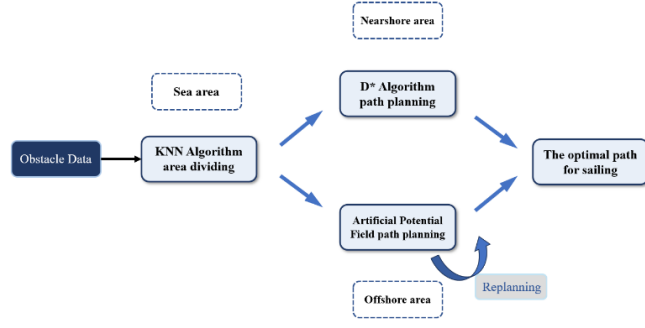 Nearshore area
Sea area
D* Algorithm
path planning
Obstacle Data
KNN Algorithm
area dividing
The optimal path
for sailing
Artificial Potential
Field path planning
Replanning
Offshore area